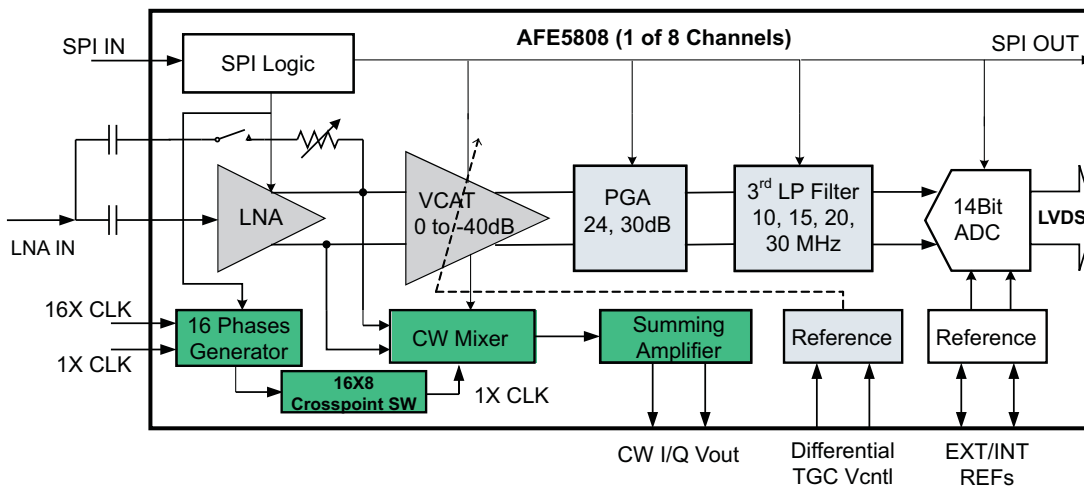 AFE5808 (1 of 8 Channels)
SPI IN
SPI Logic
SPI OUT
LNA
VCAT
0 to -40dB
PGA
24, 30dB
3rd LP Filter
10, 15, 20,
30 MHz
14Bit
ADC
LVDS
LNA IN
16X CLK
1X CLK
16 Phases
Generator
CW Mixer
Summing
Amplifier
Reference
Reference
16X8
Crosspoint SW
1X CLK
CW I/Q Vout
Differential
TGC Vcntl
EXT/INT
REFs